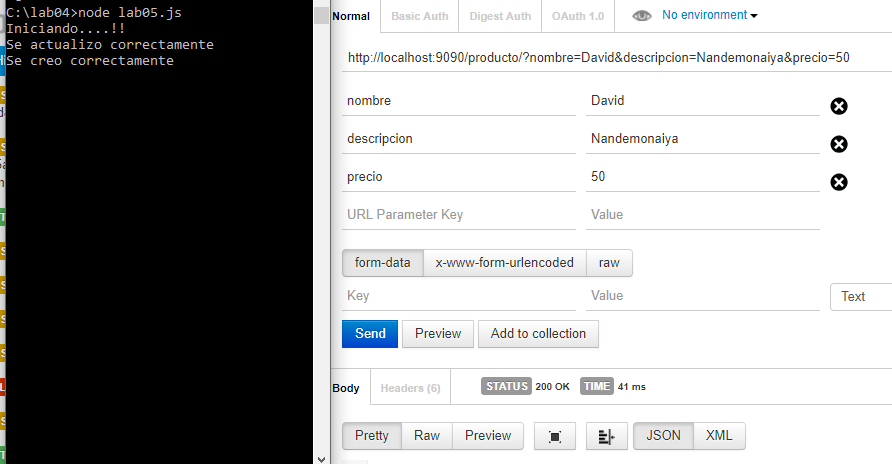 C:\lab04>node lab05.js
Iniciando....!!
Se actualizo correctamente
Se creo correctamente
Normal Basic Auth Digest Auth OAuth 1.0 No environment
http://localhost:9090/producto/?nombre=David&descripcion=Nandemonaiya&precio=50
nombre David
descripcion Nandemonaiya
precio 50
URL Parameter Key Value
form-data x-www-form-urlencoded raw
Key Value Text
Send Preview Add to collection
Body Headers (6) STATUS 200 OK TIME 41 ms
Pretty Raw Preview JSON XML